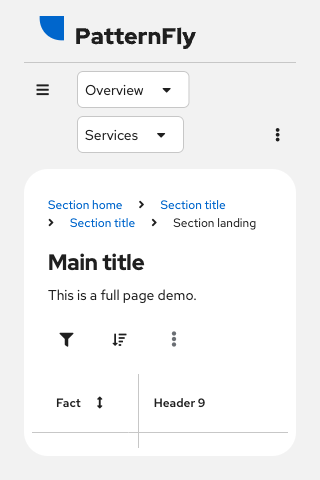 PatternFly
Overview
Services
Section home Section title
Section title Section landing
Main title
This is a full page demo.
Fact Header 9